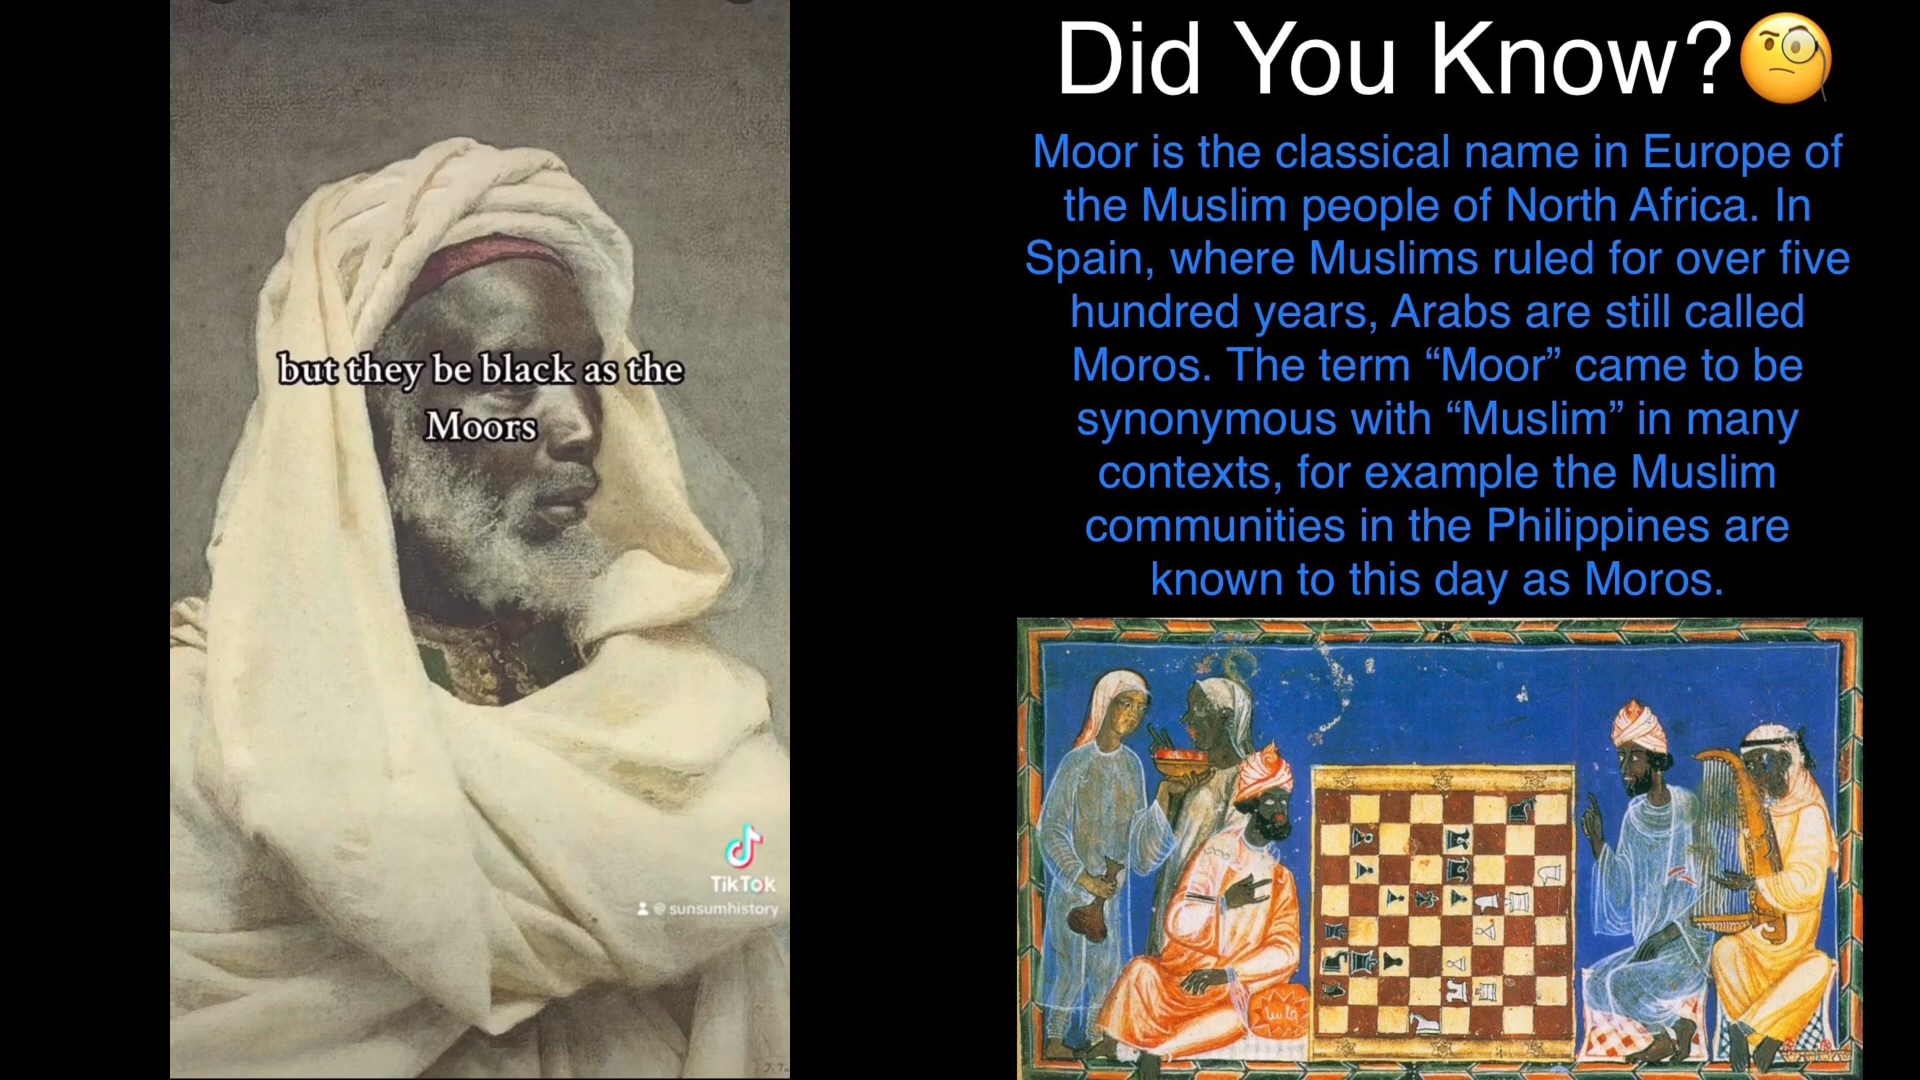 but they be black as the
Moors
TikTok
@ sunsumhistory
Did You Know?🧐
Moor is the classical name in Europe of
the Muslim people of North Africa. In
Spain, where Muslims ruled for over five
hundred years, Arabs are still called
Moros. The term “Moor” came to be
synonymous with “Muslim” in many
contexts, for example the Muslim
communities in the Philippines are
known to this day as Moros.